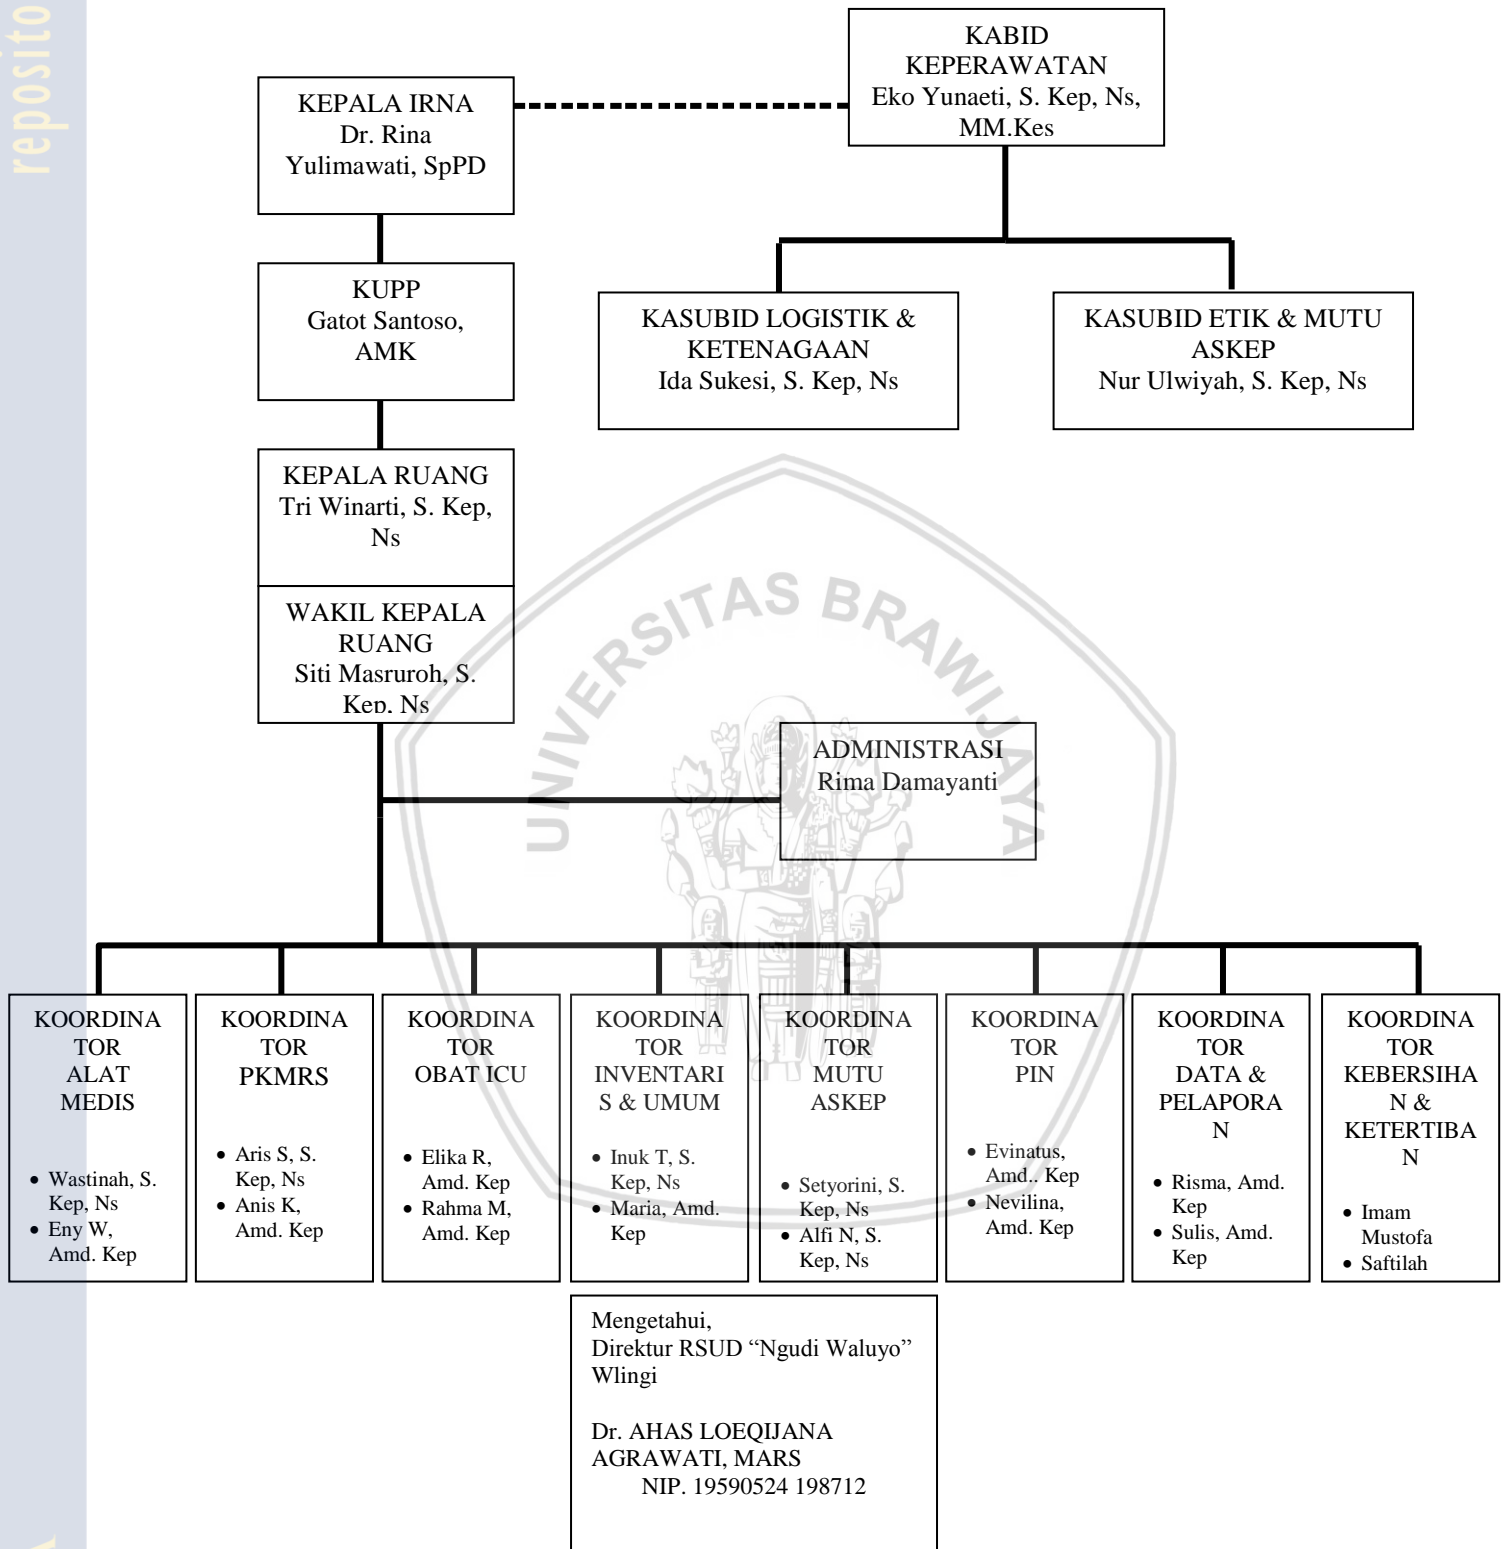 reposito
KABID
KEPERAWATAN
Eko Yunaeti, S. Kep, Ns,
MM.Kes
KEPALA IRNA
Dr. Rina
Yulimawati, SpPD
KUPP
Gatot Santoso,
AMK
KASUBID LOGISTIK &
KETENAGAAN
Ida Sukesi, S. Kep, Ns
KASUBID ETIK & MUTU
ASKEP
Nur Ulwiyah, S. Kep, Ns
KEPALA RUANG
Tri Winarti, S. Kep,
Ns
WAKIL KEPALA
RUANG
Siti Masruroh, S.
Kep, Ns
UNIVERSITAS BRAWIJAYA
ADMINISTRASI
Rima Damayanti
KOORDINA
TOR
ALAT
MEDIS
• Wastinah, S.
Kep, Ns
• Eny W,
Amd. Kep
KOORDINA
TOR
PKMRS
• Aris S, S.
Kep, Ns
• Anis K,
Amd. Kep
KOORDINA
TOR
OBAT ICU
• Elika R,
Amd. Kep
• Rahma M,
Amd. Kep
KOORDINA
TOR
INVENTARI
S & UMUM
• Inuk T, S.
Kep, Ns
• Maria, Amd.
Kep
KOORDINA
TOR
MUTU
ASKEP
• Setyorini, S.
Kep, Ns
• Alfi N, S.
Kep, Ns
KOORDINA
TOR
PIN
• Evinatus,
Amd.. Kep
• Nevilina,
Amd. Kep
KOORDINA
TOR
DATA &
PELAPORA
N
• Risma, Amd.
Kep
• Sulis, Amd.
Kep
KOORDINA
TOR
KEBERSIHA
N &
KETERTIBA
N
• Imam
Mustofa
• Saftilah
Mengetahui,
Direktur RSUD “Ngudi Waluyo”
Wlingi
Dr. AHAS LOEQIJANA
AGRAWATI, MARS
NIP. 19590524 198712